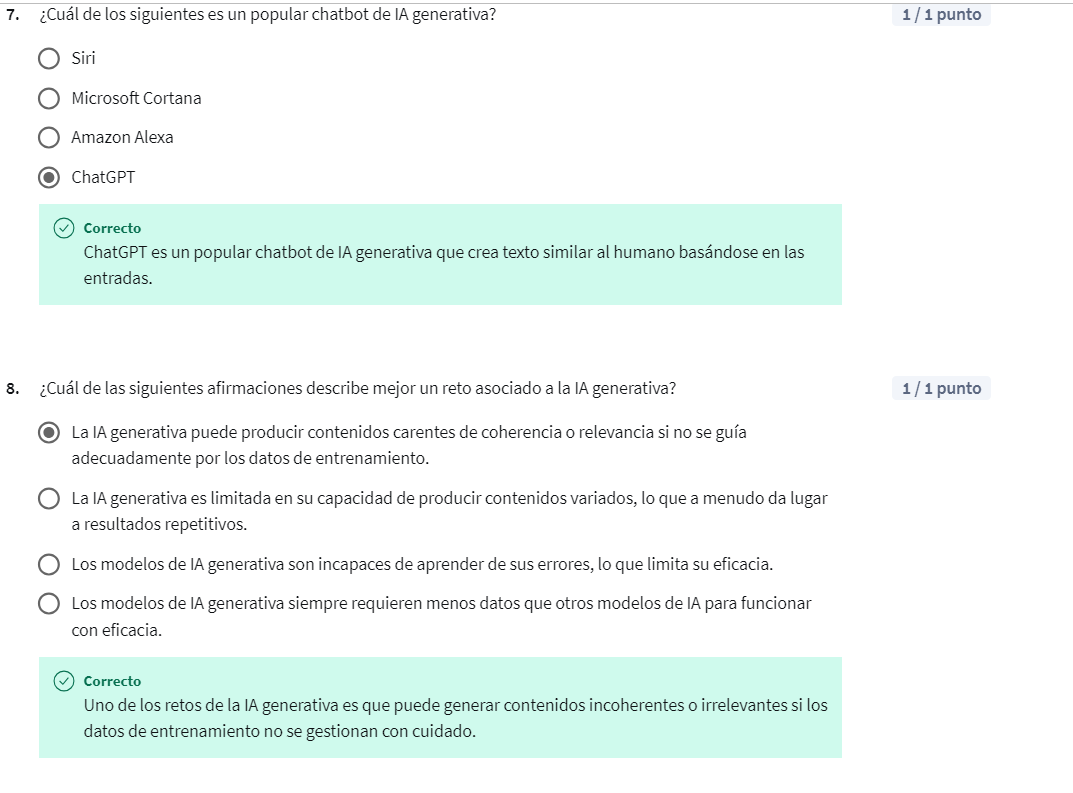 7. ¿Cuál de los siguientes es un popular chatbot de IA generativa? 1 / 1 punto
Siri
Microsoft Cortana
Amazon Alexa
ChatGPT
Correcto
ChatGPT es un popular chatbot de IA generativa que crea texto similar al humano basándose en las
entradas.
8. ¿Cuál de las siguientes afirmaciones describe mejor un reto asociado a la IA generativa? 1 / 1 punto
La IA generativa puede producir contenidos carentes de coherencia o relevancia si no se guía
adecuadamente por los datos de entrenamiento.
La IA generativa es limitada en su capacidad de producir contenidos variados, lo que a menudo da lugar
a resultados repetitivos.
Los modelos de IA generativa son incapaces de aprender de sus errores, lo que limita su eficacia.
Los modelos de IA generativa siempre requieren menos datos que otros modelos de IA para funcionar
con eficacia.
Correcto
Uno de los retos de la IA generativa es que puede generar contenidos incoherentes o irrelevantes si los
datos de entrenamiento no se gestionan con cuidado.